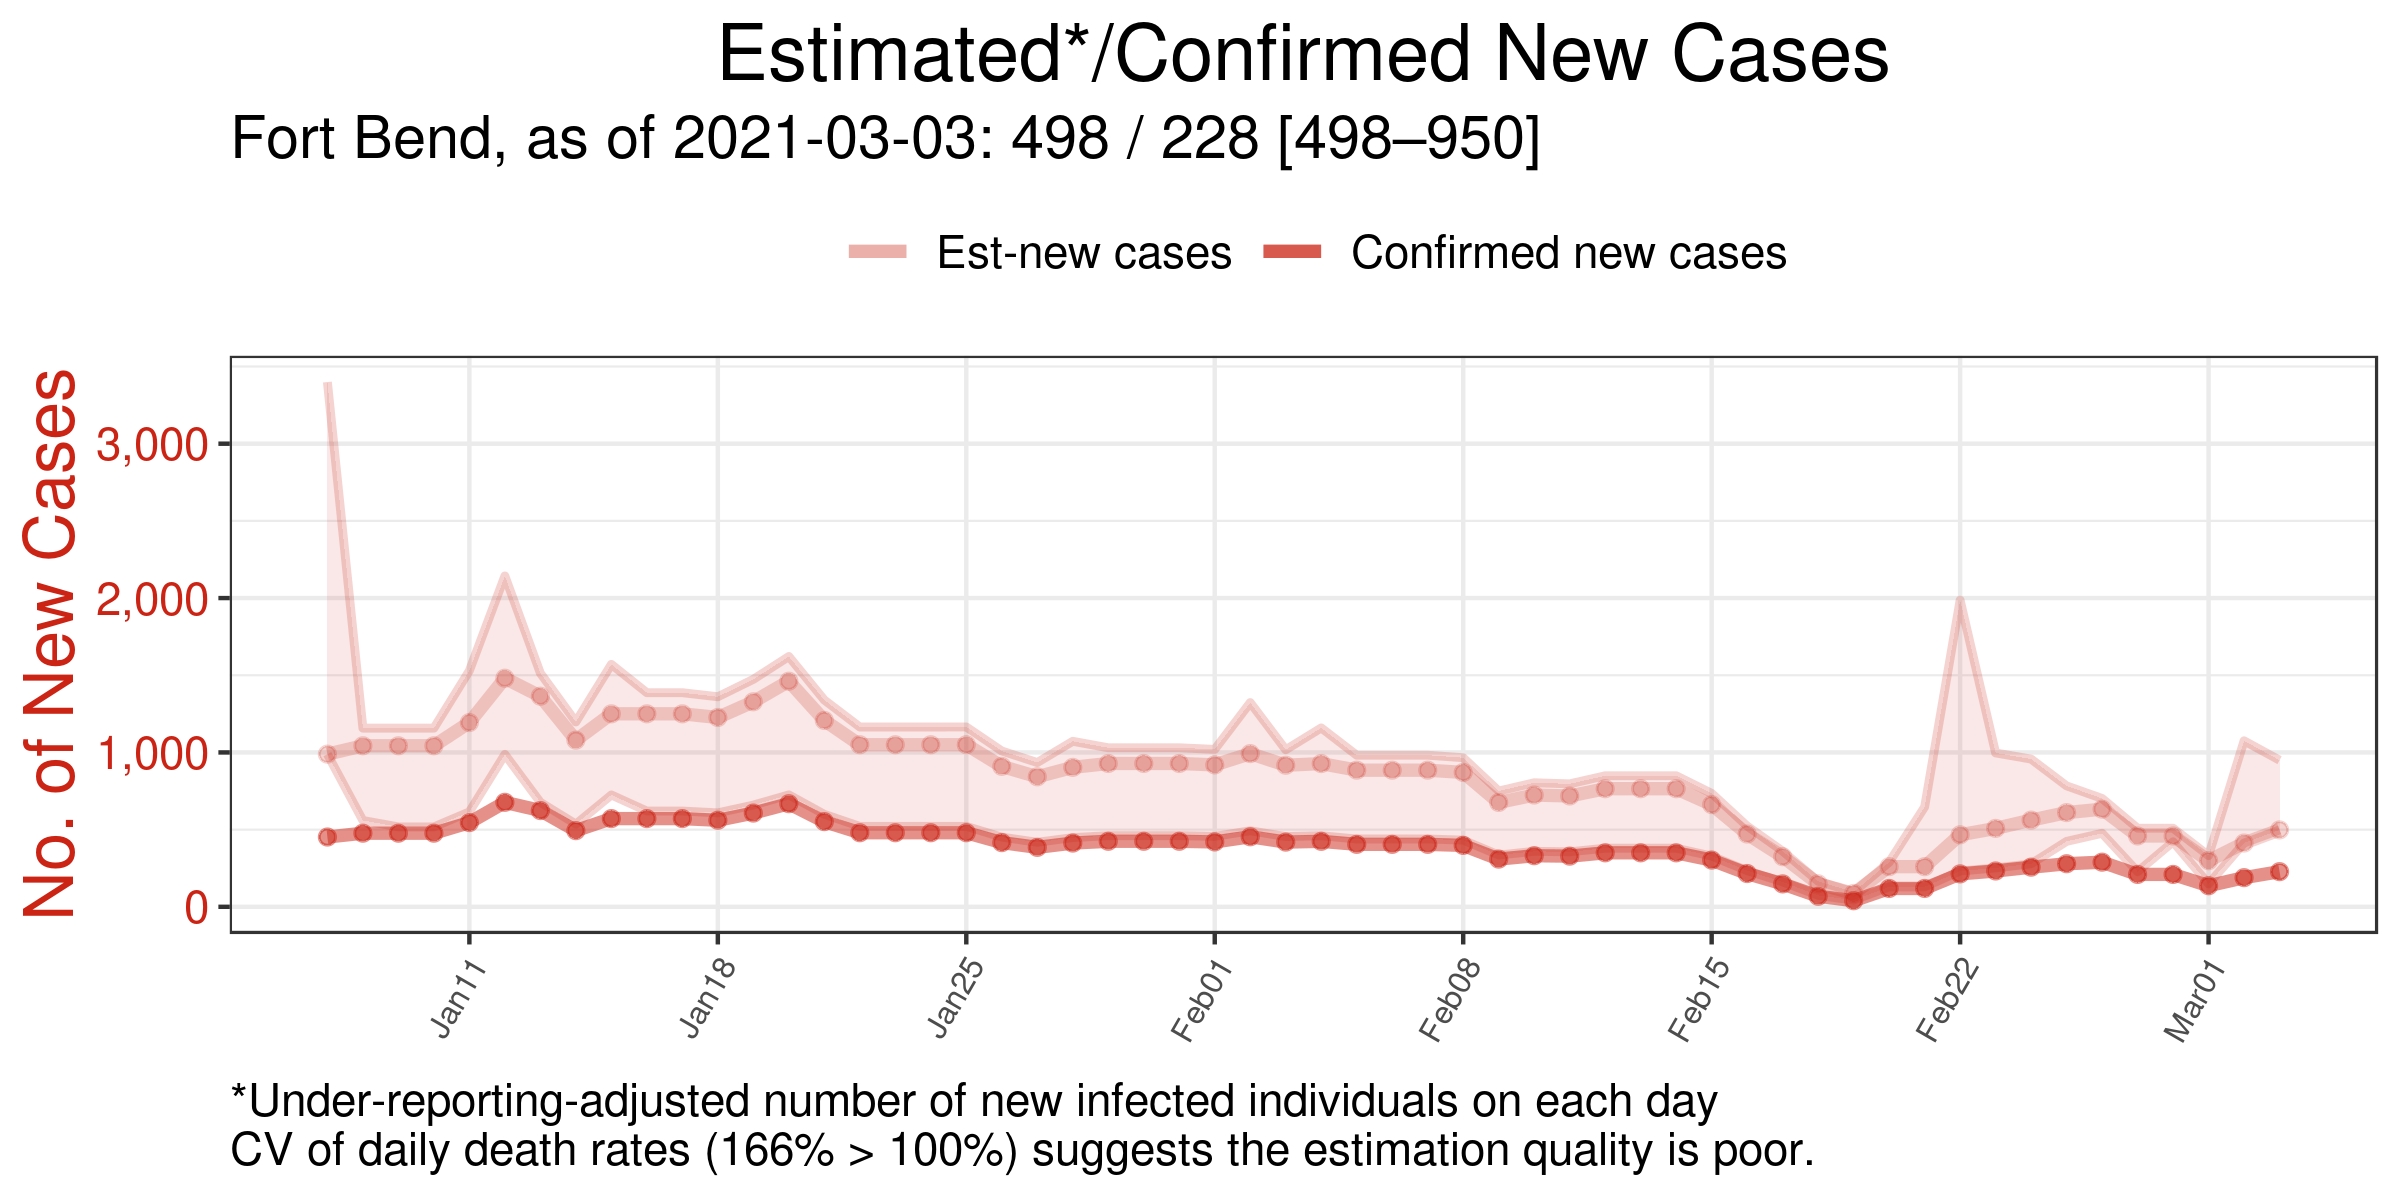 Estimated*/Confirmed New Cases
Fort Bend, as of 2021-03-03: 498 / 228 [498–950]
Est-new cases
Confirmed new cases
No. of New Cases
3,000
2,000
1,000
0
Jan11
Jan18
Jan25
Feb01
Feb08
Feb15
Feb22
Mar01
*Under-reporting-adjusted number of new infected individuals on each day
CV of daily death rates (166% > 100%) suggests the estimation quality is poor.